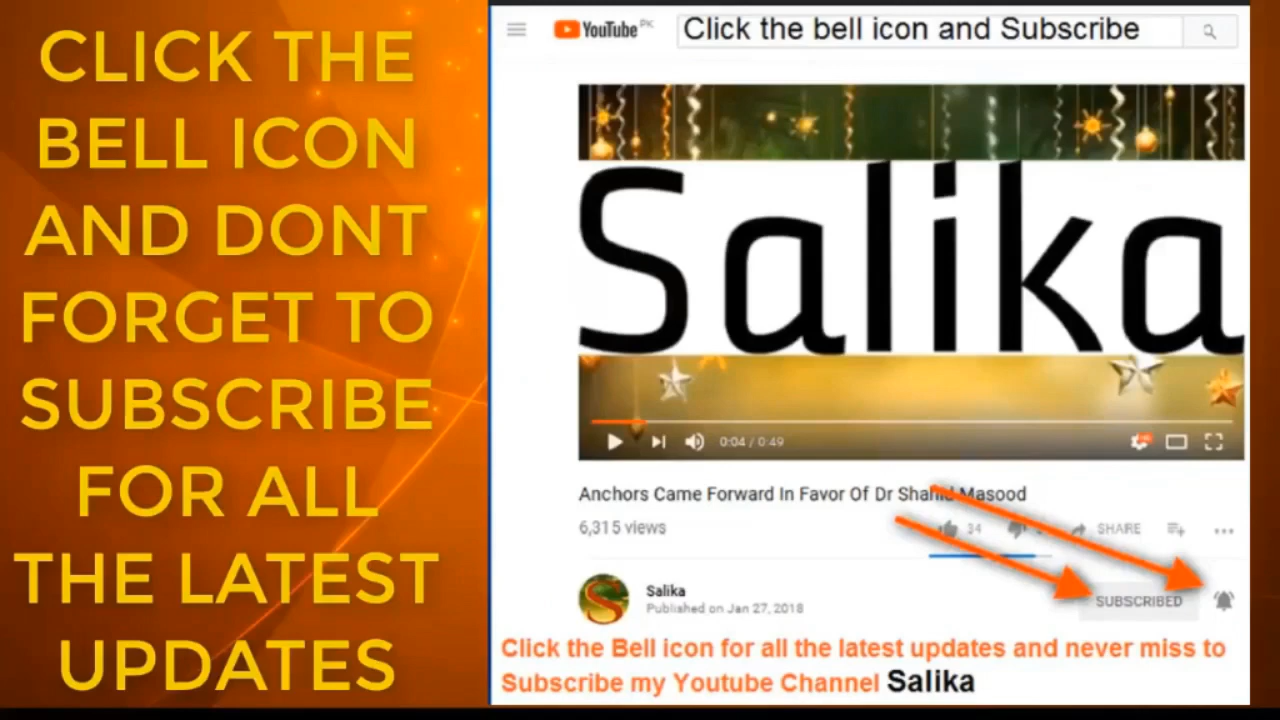 CLICK THE
BELL ICON
AND DONT
FORGET TO
SUBSCRIBE
FOR ALL
THE LATEST
UPDATES
YouTube PK
Click the bell icon and Subscribe
Salika
0:04 / 0:49
Anchors Came Forward In Favor Of Dr Shahid Masood
6,315 views
34
SHARE
Salika
Published on Jan 27, 2018
SUBSCRIBED
Click the Bell icon for all the latest updates and never miss to
Subscribe my Youtube Channel Salika